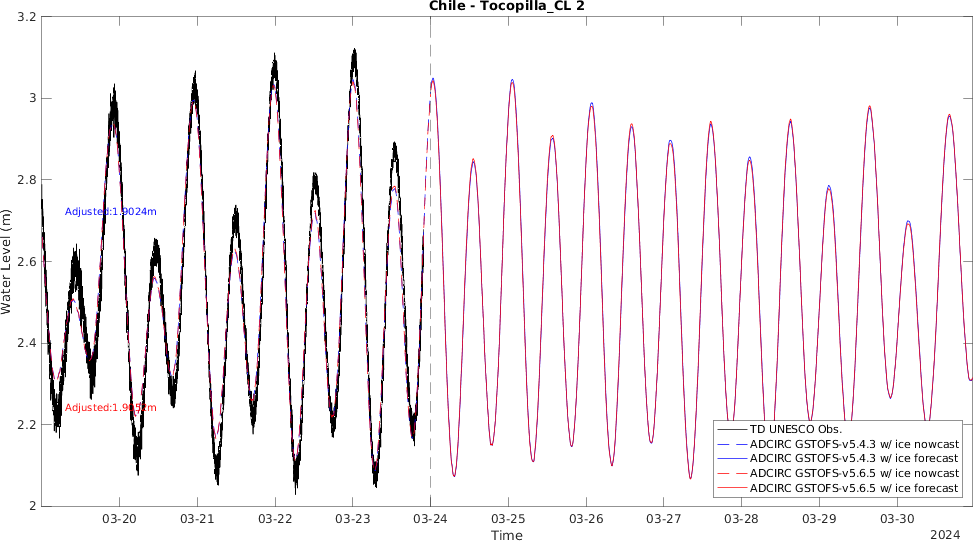 Chile - Tocopilla_CL 2
3.2
3
2.8
2.6
2.4
2.2
2
Water Level (m)
Adjusted:1.9024m
03-20
03-21
03-22
03-23
03-24
03-25
03-26
03-27
03-28
03-29
03-30
Time
2024
TD UNESCO Obs.
ADCIRC GSTOFS-v5.4.3 w/ ice nowcast
ADCIRC GSTOFS-v5.4.3 w/ ice forecast
ADCIRC GSTOFS-v5.6.5 w/ ice nowcast
ADCIRC GSTOFS-v5.6.5 w/ ice forecast